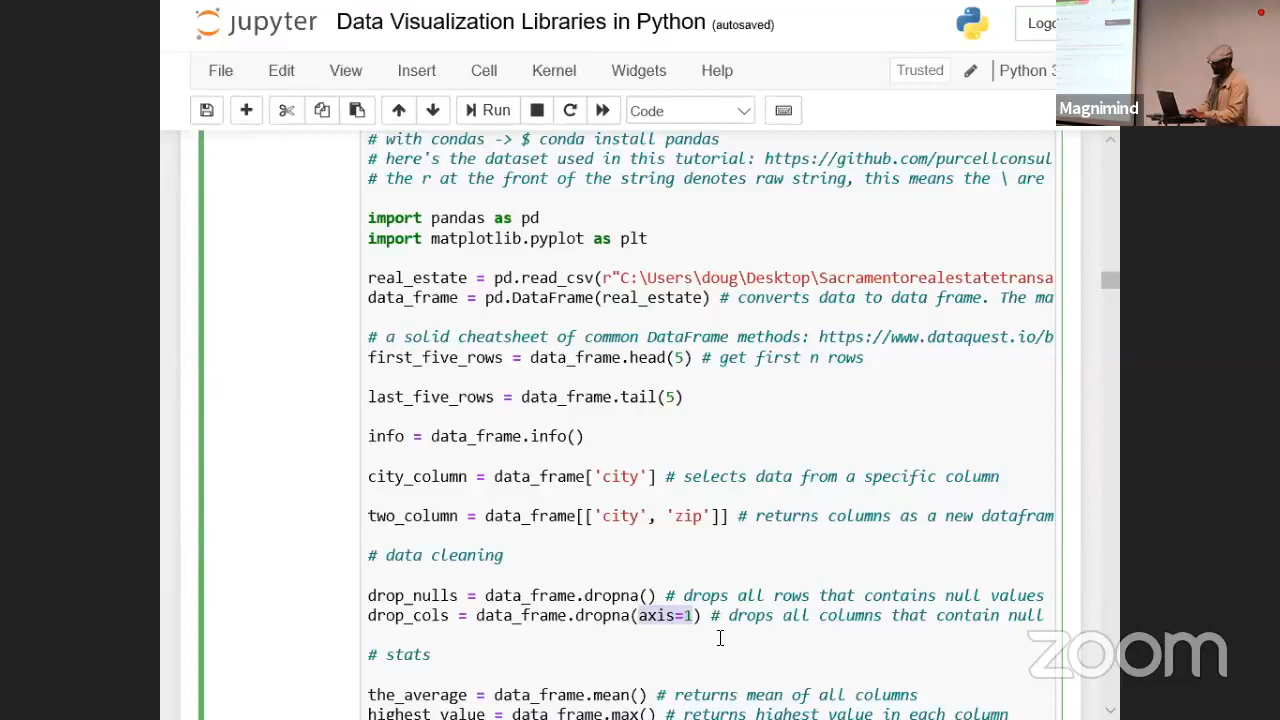 jupyter Data Visualization Libraries in Python (autosaved)
File Edit View Insert Cell Kernel Widgets Help Trusted Python 3
Run Code
Magnimind
# with condas -> $ conda install pandas
# here's the dataset used in this tutorial: https://github.com/purcellconsul
# the r at the front of the string denotes raw string, this means the \ are
import pandas as pd
import matplotlib.pyplot as plt
real_estate = pd.read_csv(r"C:\Users\doug\Desktop\Sacramentorealestatetransa
data_frame = pd.DataFrame(real_estate) # converts data to data frame. The ma
# a solid cheatsheet of common DataFrame methods: https://www.dataquest.io/b
first_five_rows = data_frame.head(5) # get first n rows
last_five_rows = data_frame.tail(5)
info = data_frame.info()
city_column = data_frame['city'] # selects data from a specific column
two_column = data_frame[['city', 'zip']] # returns columns as a new datafram
# data cleaning
drop_nulls = data_frame.dropna() # drops all rows that contains null values
drop_cols = data_frame.dropna(axis=1) # drops all columns that contain null
# stats
the_average = data_frame.mean() # returns mean of all columns
highest_value = data_frame.max() # returns highest value in each column
zoom